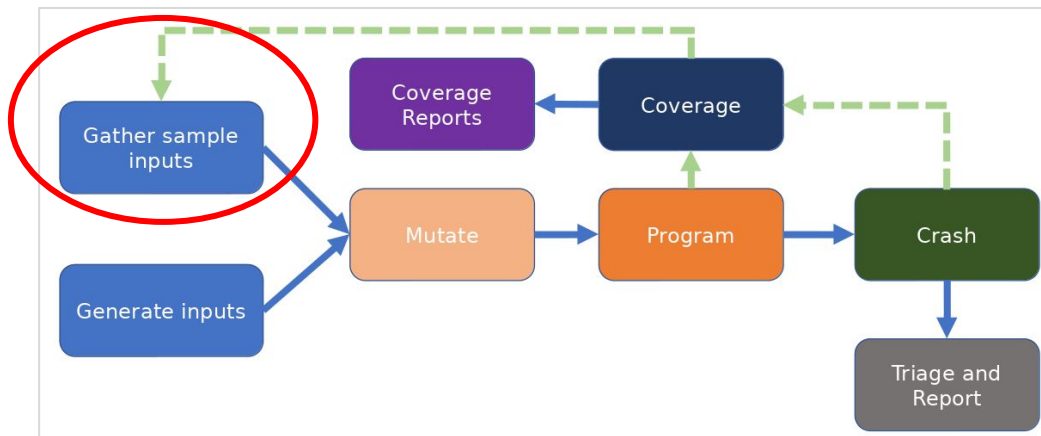 Coverage
Reports
Coverage
Gather sample
inputs
Mutate
Program
Crash
Generate inputs
Triage and
Report